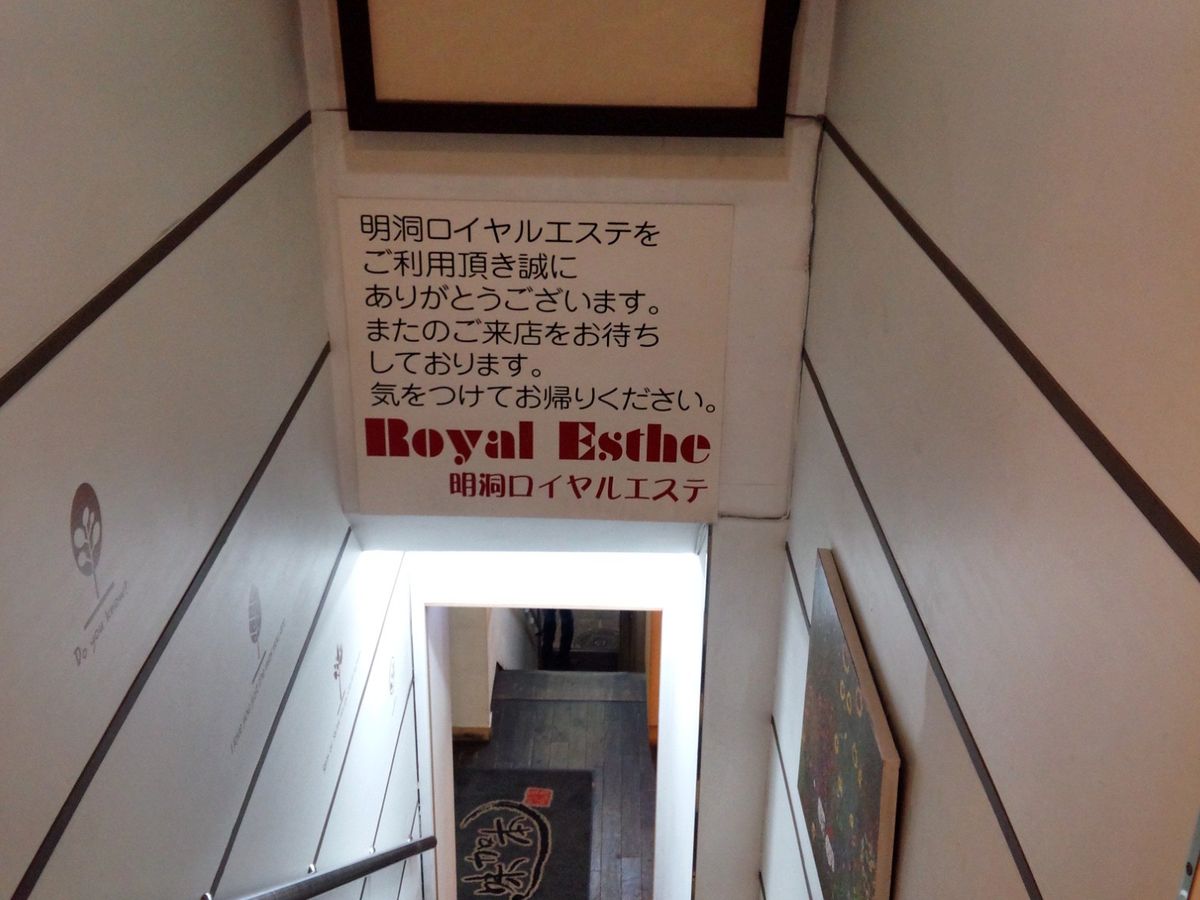 明洞ロイヤルエステを
ご利用頂き誠に
ありがとうございます。
またのご来店をお待ち
しております。
気をつけてお帰りください。
Royal Esthe
明洞ロイヤルエステ
Do you know?